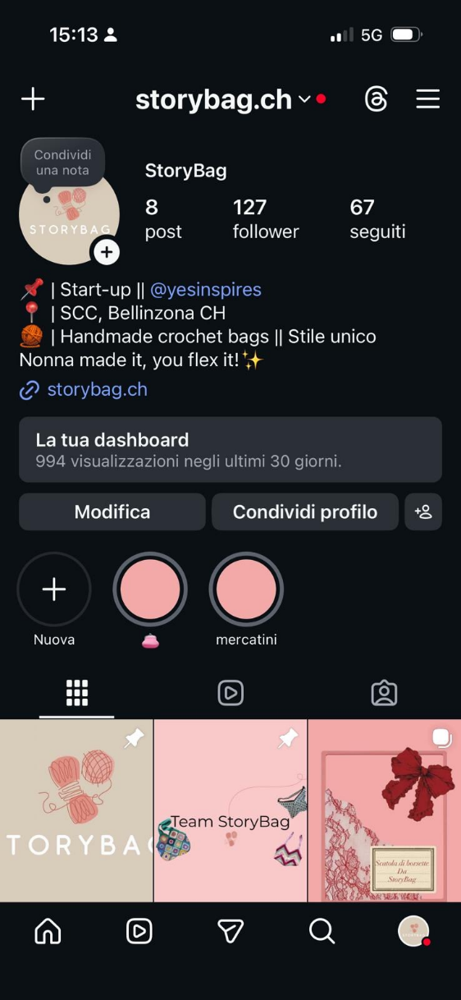 15:13
5G
storybag.ch
Condividi
una nota
STORYBAG
StoryBag
8 127 67
post follower seguiti
📌 | Start-up || @yesinspires
📍 | SCC, Bellinzona CH
🧶 | Handmade crochet bags || Stile unico
Nonna made it, you flex it!✨
storybag.ch
La tua dashboard
994 visualizzazioni negli ultimi 30 giorni.
Modifica Condividi profilo
Nuova 👛 mercatini
TORYBAG
Team StoryBag
Scatola di borsette
Da
StoryBag
STORYBAG